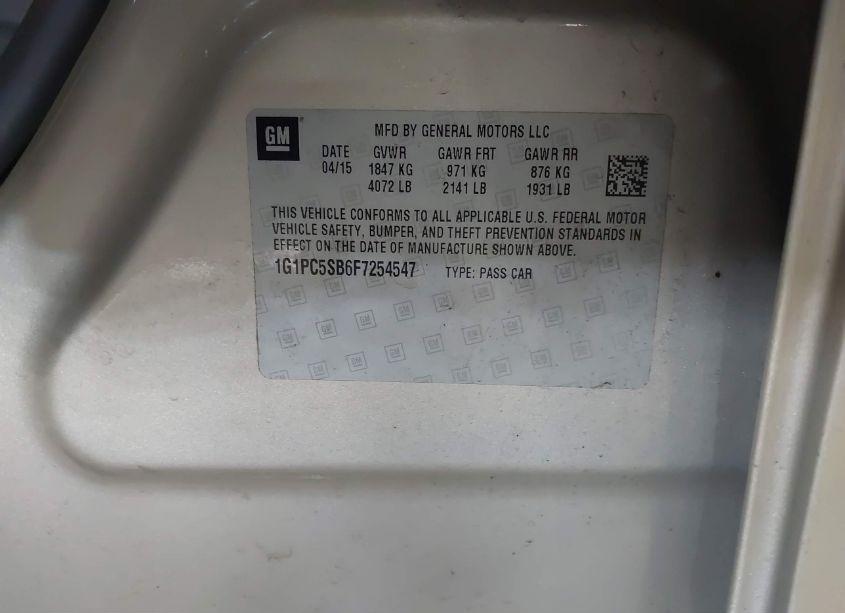 GM
MFD BY GENERAL MOTORS LLC
DATE GVWR GAWR FRT GAWR RR
04/15 1847 KG 971 KG 876 KG
4072 LB 2141 LB 1931 LB
THIS VEHICLE CONFORMS TO ALL APPLICABLE U.S. FEDERAL MOTOR
VEHICLE SAFETY, BUMPER, AND THEFT PREVENTION STANDARDS IN
EFFECT ON THE DATE OF MANUFACTURE SHOWN ABOVE.
1G1PC5SB6F7254547 TYPE: PASS CAR